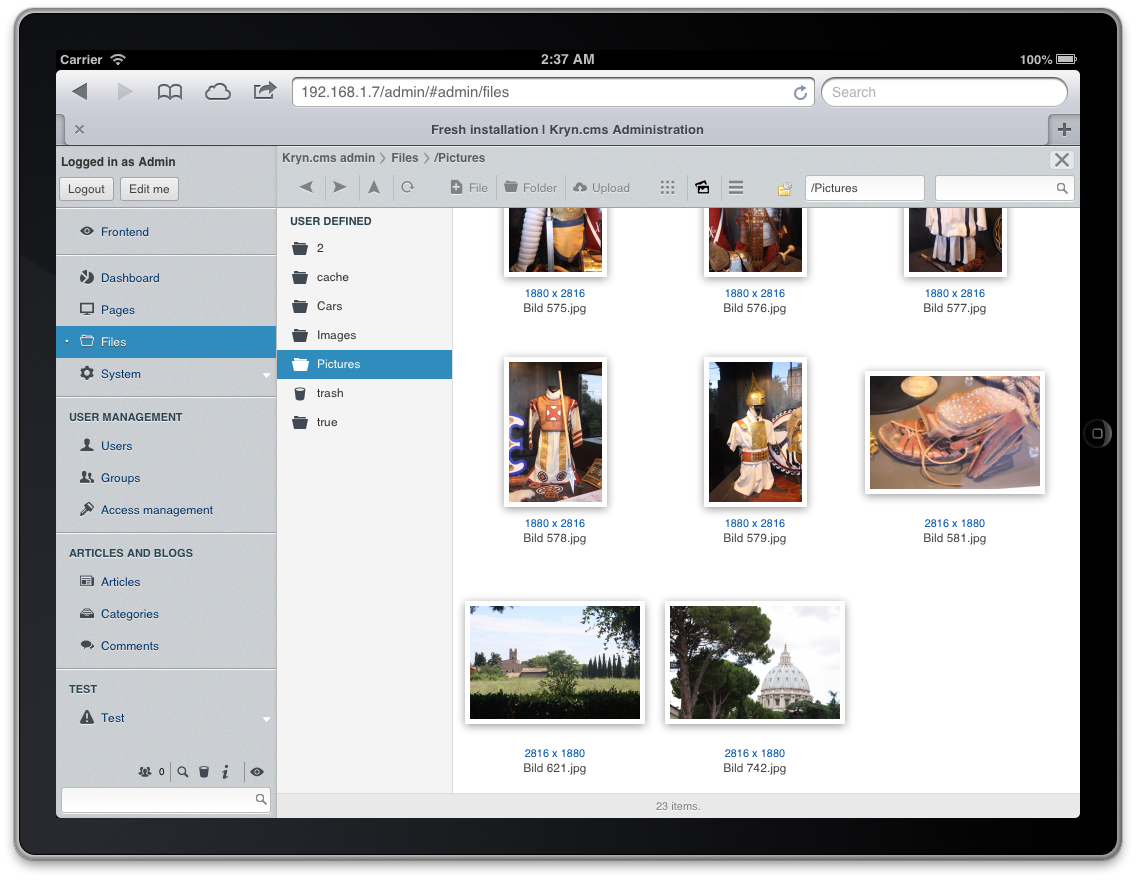 Carrier 2:37 AM 100%
192.168.1.7/admin/#admin/files Search
Fresh installation | Kryn.cms Administration
Logged in as Admin
Logout Edit me
Kryn.cms admin Files /Pictures
File Folder Upload /Pictures
Frontend
Dashboard
Pages
Files
System
USER MANAGEMENT
Users
Groups
Access management
ARTICLES AND BLOGS
Articles
Categories
Comments
TEST
Test
0
USER DEFINED
2
cache
Cars
Images
Pictures
trash
true
1880 x 2816 1880 x 2816 1880 x 2816
Bild 575.jpg Bild 576.jpg Bild 577.jpg
1880 x 2816 1880 x 2816 2816 x 1880
Bild 578.jpg Bild 579.jpg Bild 581.jpg
2816 x 1880 2816 x 1880
Bild 621.jpg Bild 742.jpg
23 items.